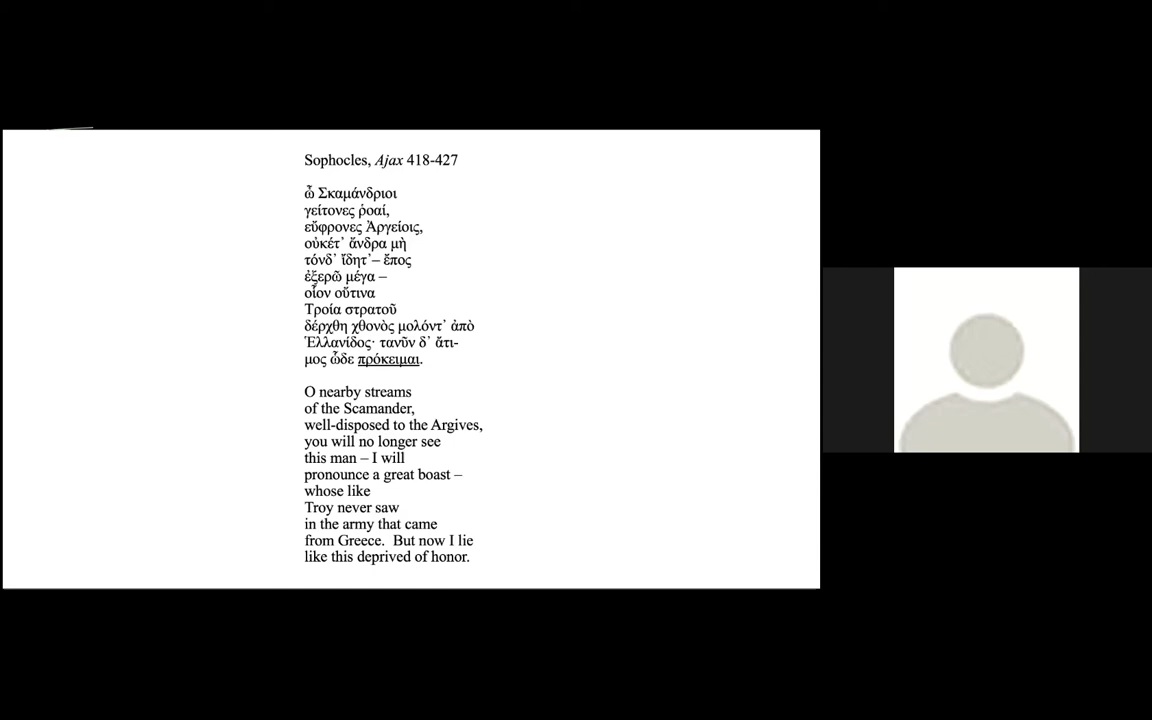 Sophocles, Ajax 418-427
ὦ Σκαμάνδριοι
γείτονες ῥοαί,
εὔφρονες Ἀργείοις,
οὐκέτ᾽ ἄνδρα μὴ
τόνδ᾽ ἴδητ᾽– ἔπος
ἐξερῶ μέγα –
οἷον οὔτινα
Τροία στρατοῦ
δέρχθη χθονὸς μολόντ᾽ ἀπὸ
Ἑλλανίδος· τανῦν δ᾽ ἄτι-
μος ὧδε πρόκειμαι.
O nearby streams
of the Scamander,
well-disposed to the Argives,
you will no longer see
this man – I will
pronounce a great boast –
whose like
Troy never saw
in the army that came
from Greece.  But now I lie
like this deprived of honor.